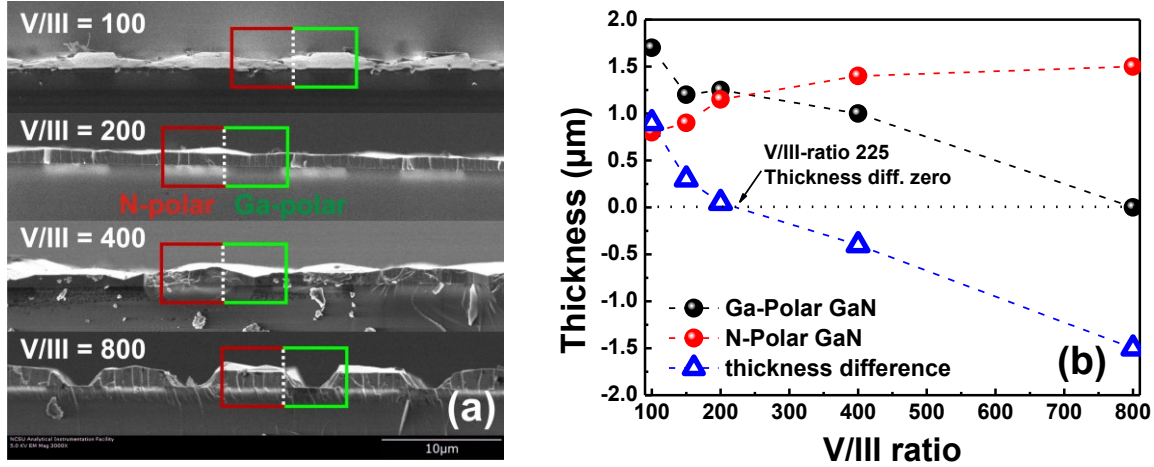 V/III = 100
V/III = 200
N-polar Ga-polar
V/III = 400
V/III = 800
(a)
NCSU Analytical Instrumentation Facility
5.0 KV EM Mag 3000X
10µm
Thickness (µm)
2.0
1.5
1.0
0.5
0.0
-0.5
-1.0
-1.5
-2.0
V/III-ratio 225
Thickness diff. zero
Ga-Polar GaN
N-Polar GaN
thickness difference
(b)
100 200 300 400 500 600 700 800
V/III ratio